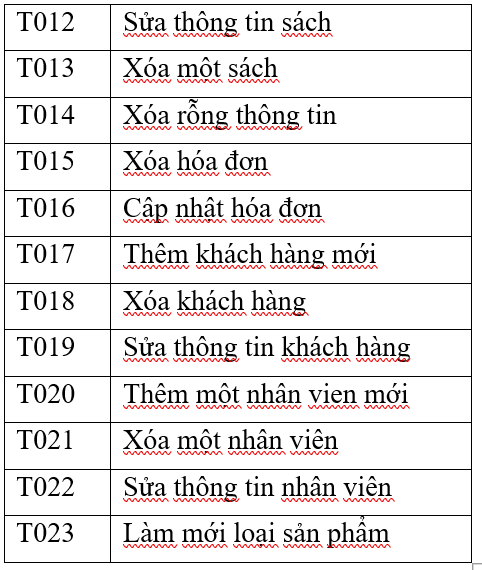 T012 Sửa thông tin sách
T013 Xóa một sách
T014 Xóa rỗng thông tin
T015 Xóa hóa đơn
T016 Cập nhật hóa đơn
T017 Thêm khách hàng mới
T018 Xóa khách hàng
T019 Sửa thông tin khách hàng
T020 Thêm một nhân vien mới
T021 Xóa một nhân viên
T022 Sửa thông tin nhân viên
T023 Làm mới loại sản phẩm